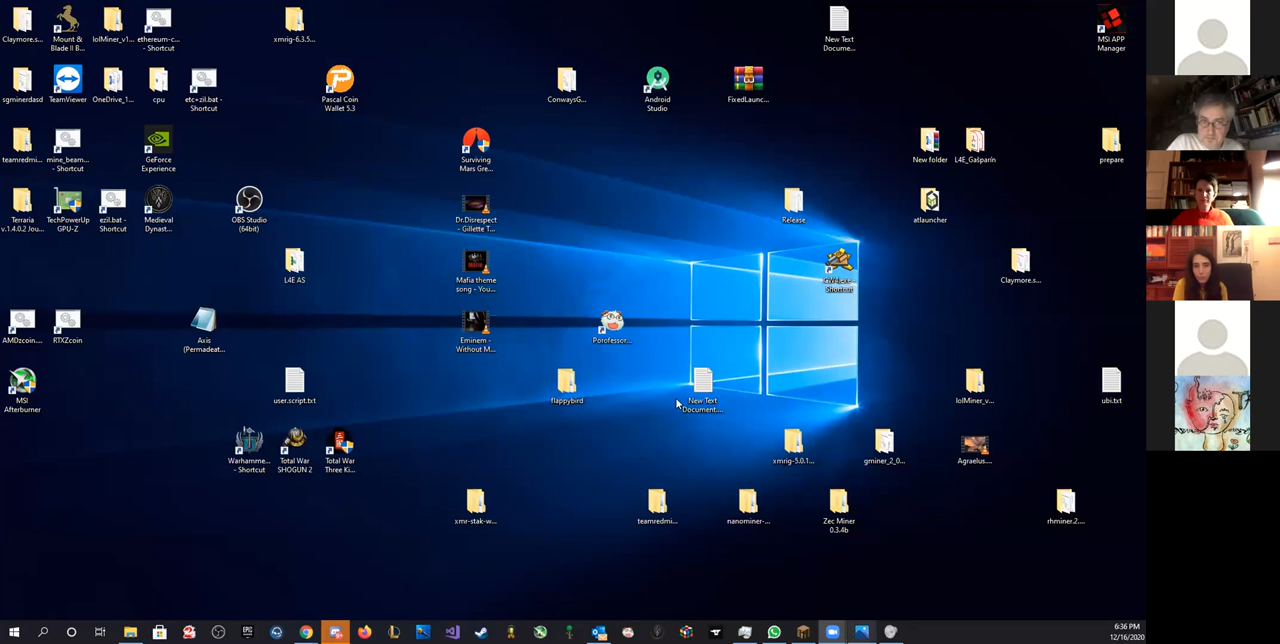 Claymore.s...
Mount &
Blade II B...
lolMiner_v1...
ethereum-c...
- Shortcut
xmrig-6.3.5...
New Text
Docume...
MSI APP
Manager
sgminerdasd
TeamViewer
OneDrive_1...
cpu
etc+zil.bat -
Shortcut
Pascal Coin
Wallet 5.3
ConwaysG...
Android
Studio
FixedLaunc...
teamredmi...
mine_beam...
- Shortcut
GeForce
Experience
Surviving
Mars Gre...
New folder
L4E_Gašparín
prepare
Terraria
v.1.4.0.2 Jou...
TechPowerUp
GPU-Z
ezil.bat -
Shortcut
Medieval
Dynast...
OBS Studio
(64bit)
Dr.Disrespect
- Gillette T...
Release
atlauncher
L4E AS
Mafia theme
song - You...
Shortcut
Claymore.s...
AMDzcoin...
RTXZcoin
Axis
(Permadeat...
Eminem -
Without M...
Porofessor...
MSI
Afterburner
user.script.txt
flappybird
New Text
Document....
lolMiner_v...
ubi.txt
Warhamme...
- Shortcut
Total War
SHOGUN 2
Total War
Three Ki...
xmrig-5.0.1...
gminer_2_0...
Agraelus....
xmr-stak-w...
teamredmi...
nanominer-...
Zec Miner
0.3.4b
rhminer.2....
6:36 PM
12/16/2020